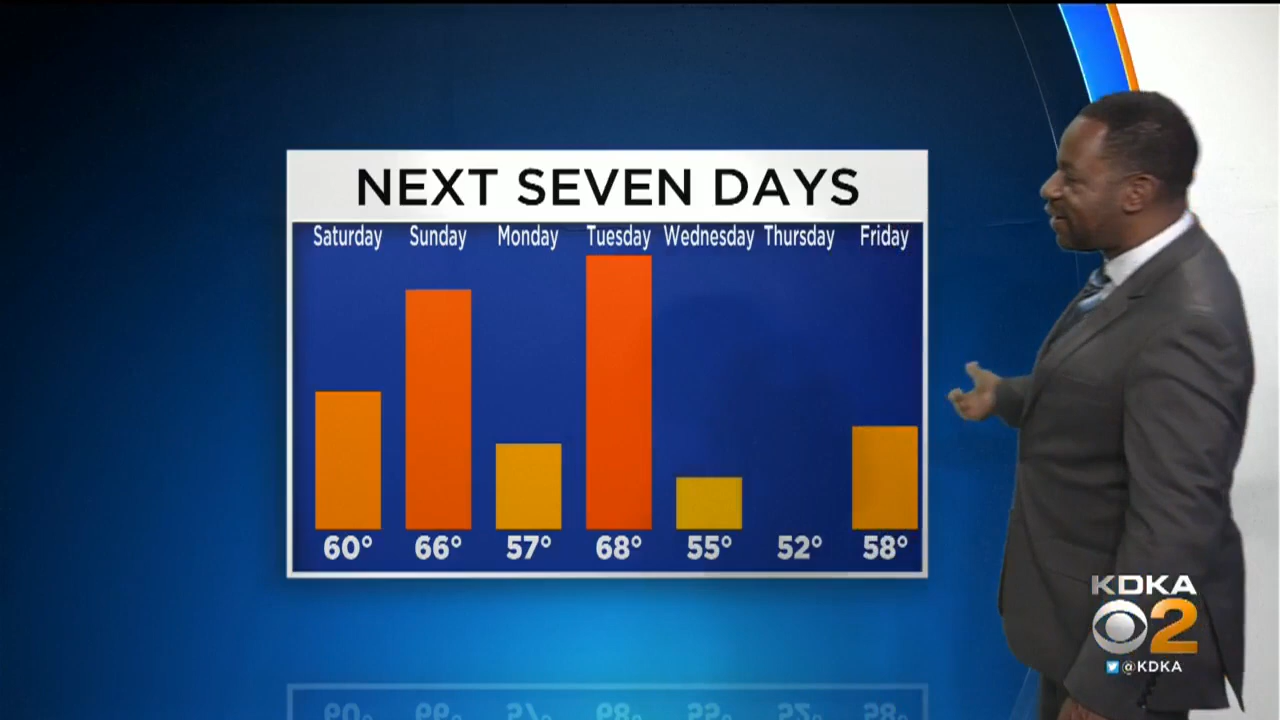 NEXT SEVEN DAYS
Saturday Sunday Monday Tuesday Wednesday Thursday Friday
60° 66° 57° 68° 55° 52° 58°
KDKA
2
@KDKA